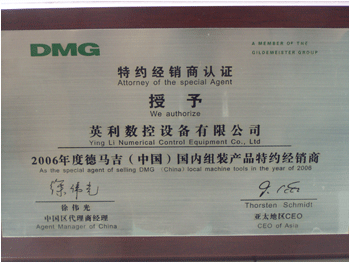 DMG
A MEMBER OF THE
GILDEMEISTER GROUP
特约经销商认证
Attorney of the special Agent
授予
We authorize
英利数控设备有限公司
Ying Li Numerical Control Equipment Co., Ltd
2006年度德马吉（中国）国内组装产品特约经销商
As the special agent of selling DMG (China) local machine tools in the year of 2006
徐伟光
Thorsten Schmidt
中国区代理商经理
亚太地区CEO
Agent Manager of China
CEO of Asia